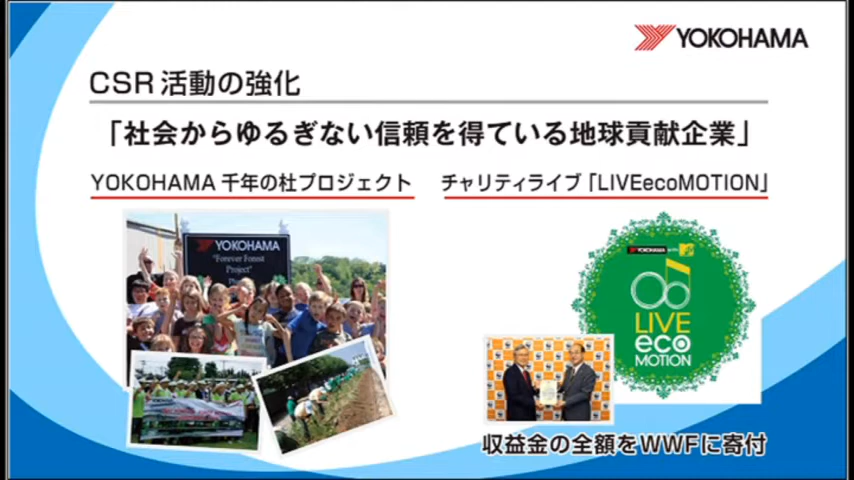 YOKOHAMA
CSR 活動の強化
「社会からゆるぎない信頼を得ている地球貢献企業」
YOKOHAMA 千年の杜プロジェクト
チャリティライブ「LIVEecoMOTION」
YOKOHAMA
"Forever Forest
Project"
YOKOHAMA
LIVE
eco
MOTION
収益金の全額をWWFに寄付